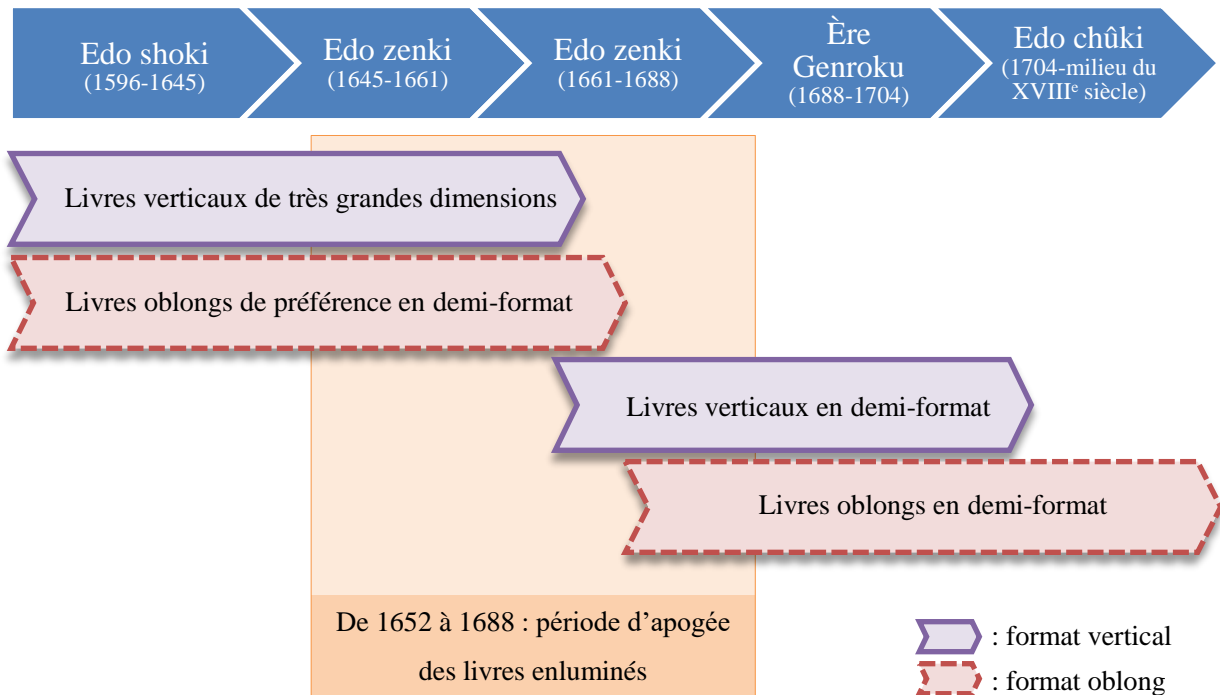 Edo shoki
(1596-1645)
Edo zenki
(1645-1661)
Edo zenki
(1661-1688)
Ère
Genroku
(1688-1704)
Edo chûki
(1704-milieu du
XVIIIᵉ siècle)
Livres verticaux de très grandes dimensions
Livres oblongs de préférence en demi-format
Livres verticaux en demi-format
Livres oblongs en demi-format
De 1652 à 1688 : période d’apogée
des livres enluminés
: format vertical
: format oblong